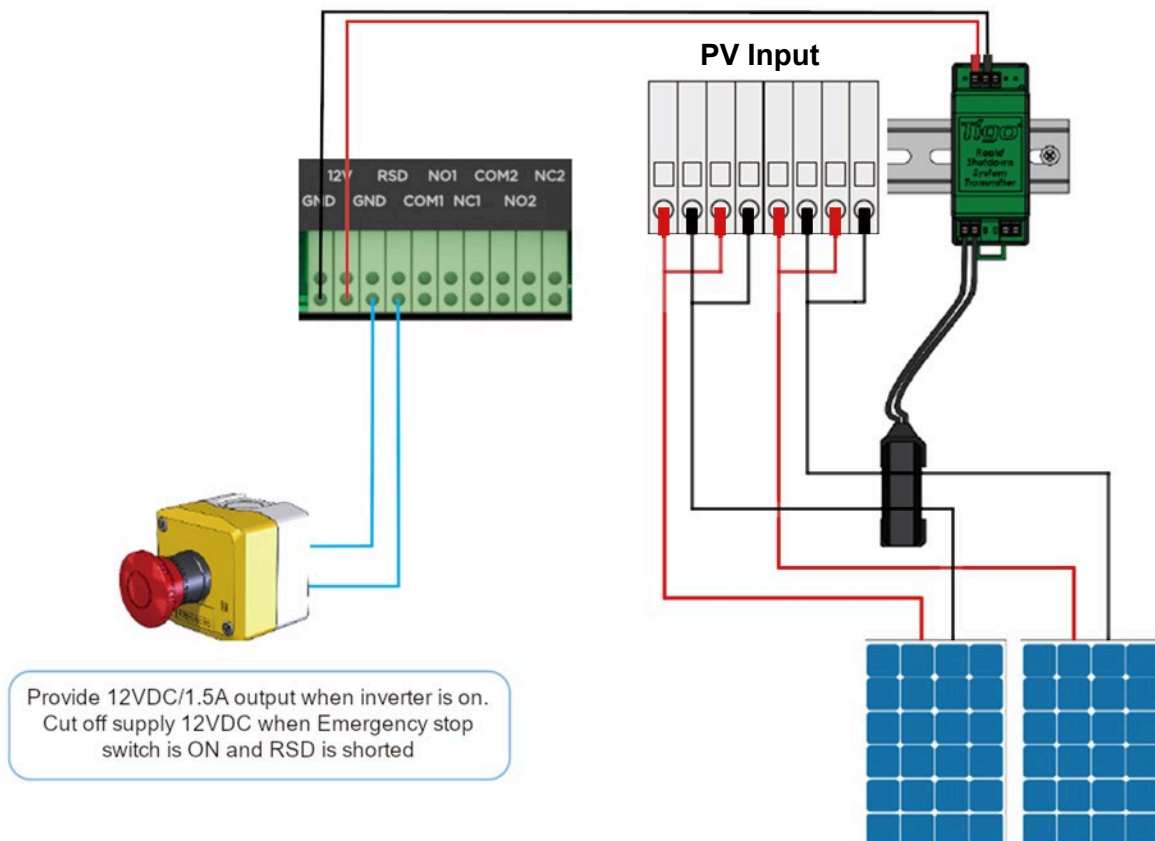 PV Input
Tigo
Rapid
Shutdown
System
Transmitter
12V RSD NO1 COM2 NC2
GND GND COM1 NC1 NO2
Provide 12VDC/1.5A output when inverter is on.
Cut off supply 12VDC when Emergency stop
switch is ON and RSD is shorted